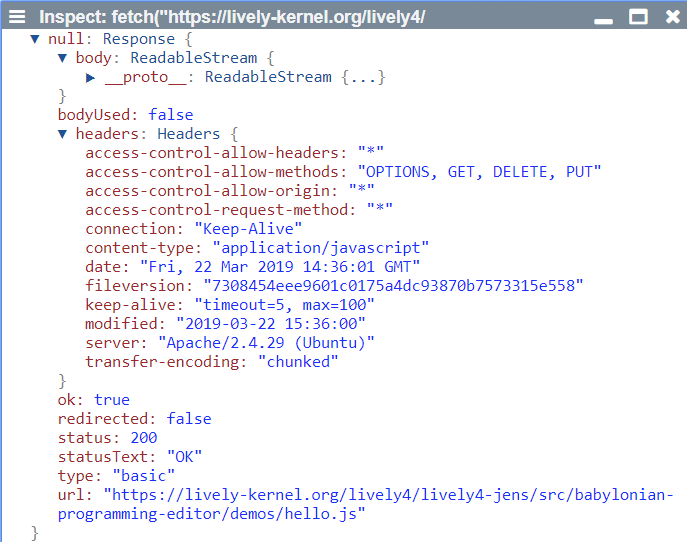 Inspect: fetch("https://lively-kernel.org/lively4/
▼ null: Response {
▼ body: ReadableStream {
▶ __proto__: ReadableStream {...}
}
bodyUsed: false
▼ headers: Headers {
access-control-allow-headers: "*"
access-control-allow-methods: "OPTIONS, GET, DELETE, PUT"
access-control-allow-origin: "*"
access-control-request-method: "*"
connection: "Keep-Alive"
content-type: "application/javascript"
date: "Fri, 22 Mar 2019 14:36:01 GMT"
fileversion: "7308454eee9601c0175a4dc93870b7573315e558"
keep-alive: "timeout=5, max=100"
modified: "2019-03-22 15:36:00"
server: "Apache/2.4.29 (Ubuntu)"
transfer-encoding: "chunked"
}
ok: true
redirected: false
status: 200
statusText: "OK"
type: "basic"
url: "https://lively-kernel.org/lively4/lively4-jens/src/babylonian-
programming-editor/demos/hello.js"
}